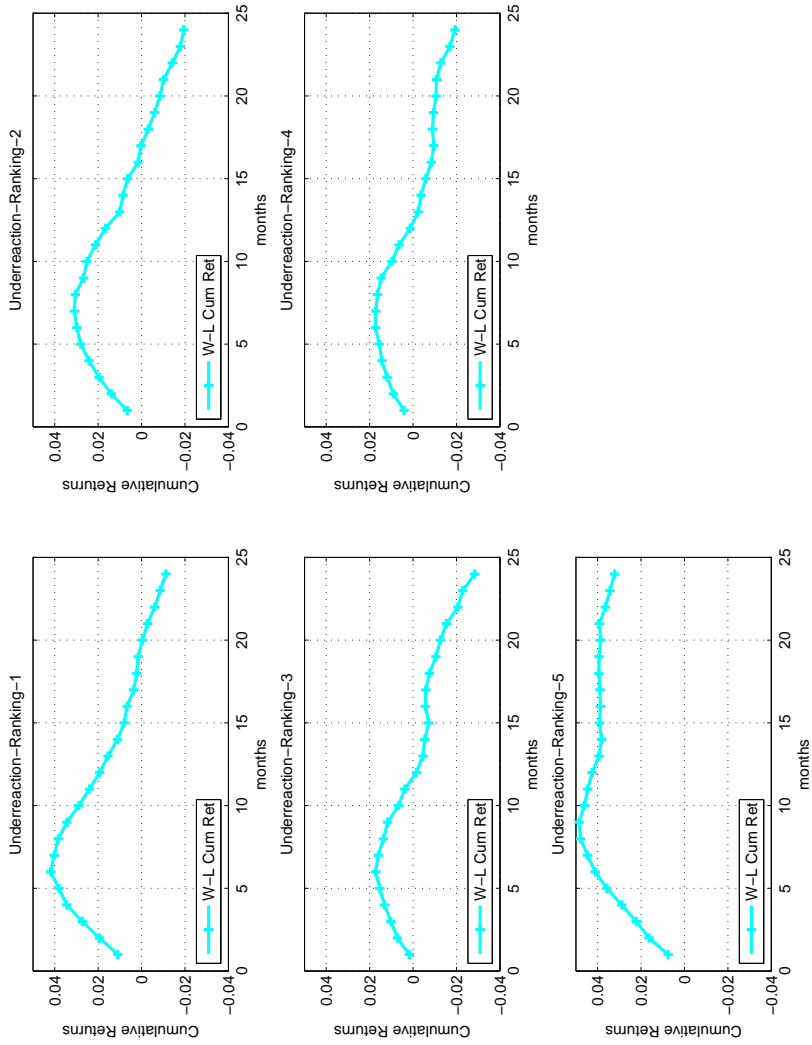 Underreaction−Ranking−1
0.04
0.02
0
−0.02
−0.04
Cumulative Returns
W−L Cum Ret
0 5 10 15 20 25
months
Underreaction−Ranking−2
0.04
0.02
0
−0.02
−0.04
Cumulative Returns
W−L Cum Ret
0 5 10 15 20 25
months
Underreaction−Ranking−3
0.04
0.02
0
−0.02
−0.04
Cumulative Returns
W−L Cum Ret
0 5 10 15 20 25
months
Underreaction−Ranking−4
0.04
0.02
0
−0.02
−0.04
Cumulative Returns
W−L Cum Ret
0 5 10 15 20 25
months
Underreaction−Ranking−5
0.04
0.02
0
−0.02
−0.04
Cumulative Returns
W−L Cum Ret
0 5 10 15 20 25
months